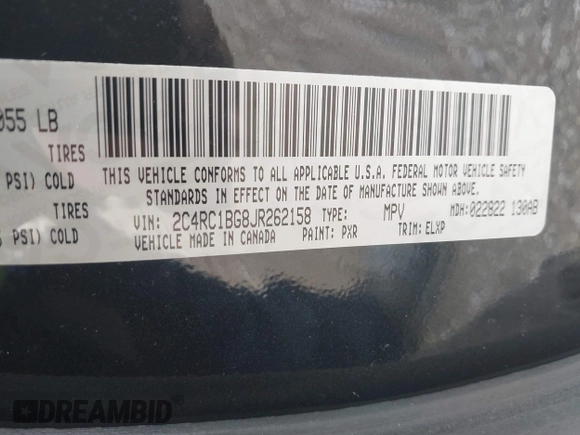 055 LB
TIRES
PSI) COLD
TIRES
PSI) COLD
THIS VEHICLE CONFORMS TO ALL APPLICABLE U.S.A. FEDERAL MOTOR VEHICLE SAFETY
STANDARDS IN EFFECT ON THE DATE OF MANUFACTURE SHOWN ABOVE.
VIN: 2C4RC1BG8JR262158 TYPE: MPV MDH:022822 130AB
VEHICLE MADE IN CANADA PAINT: PXR TRIM: ELXP
DREAMBID